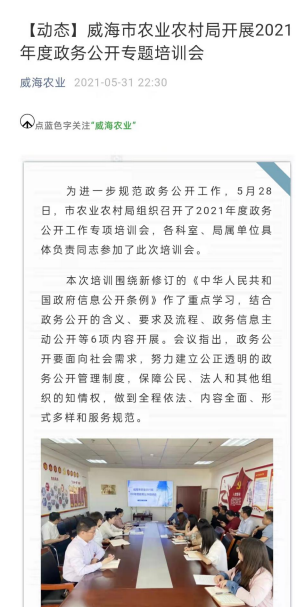 【动态】威海市农业农村局开展2021
年度政务公开专题培训会
威海农业 2021-05-31 22:30
点蓝色字关注“威海农业”
为进一步规范政务公开工作，5月28
日，市农业农村局组织召开了2021年度政务
公开工作专项培训会，各科室、局属单位具
体负责同志参加了此次培训会。
本次培训围绕新修订的《中华人民共和
国政府信息公开条例》作了重点学习，结合
政务公开的含义、要求及流程、政务信息主
动公开等6项内容开展。会议指出，政务公
开要面向社会需求，努力建立公正透明的政
务公开管理制度，保障公民、法人和其他组
织的知情权，做到全程依法、内容全面、形
式多样和服务规范。